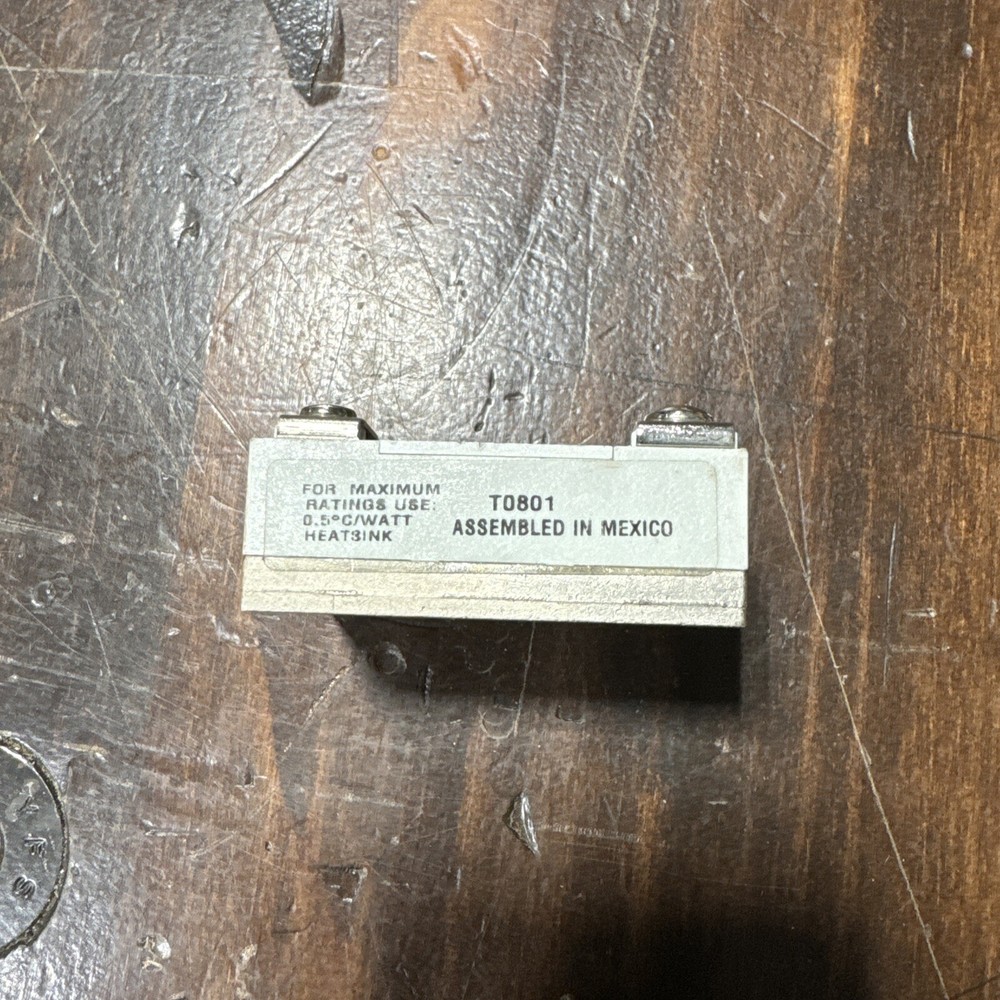 FOR MAXIMUM
RATINGS USE:
0.5°C/WATT
HEATSINK
T0801
ASSEMBLED IN MEXICO